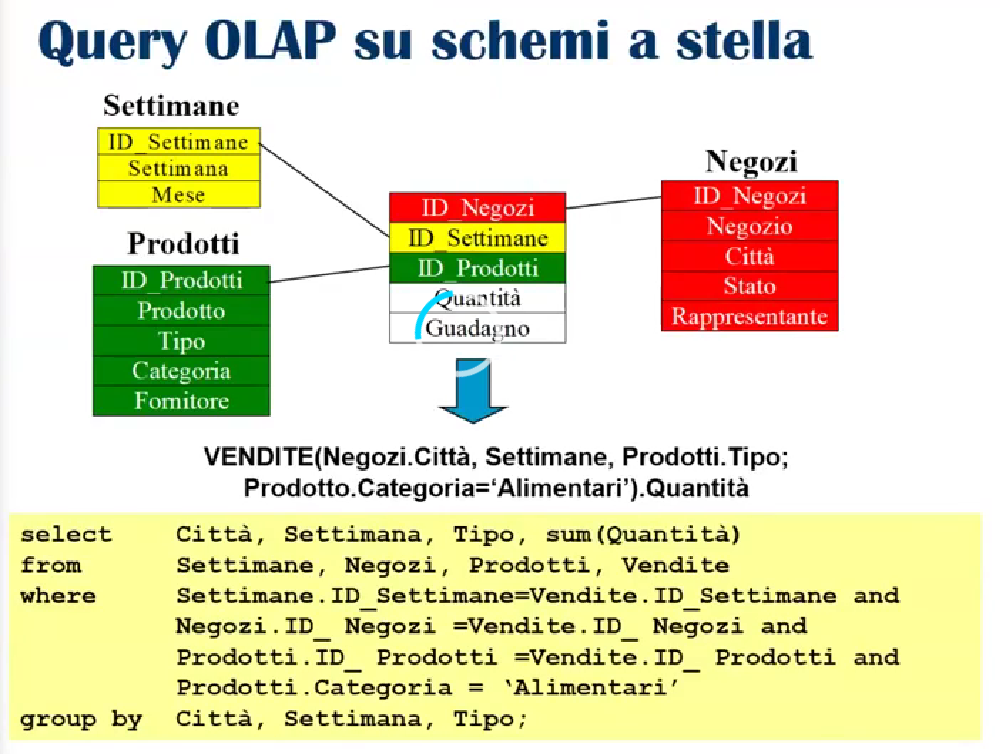 Query OLAP su schemi a stella
Settimane
ID_Settimane
Settimana
Mese
Prodotti
ID_Prodotti
Prodotto
Tipo
Categoria
Fornitore
ID_Negozi
ID_Settimane
ID_Prodotti
Quantità
Guadagno
Negozi
ID_Negozi
Negozio
Città
Stato
Rappresentante
VENDITE(Negozi.Città, Settimane, Prodotti.Tipo;
Prodotto.Categoria=‘Alimentari’).Quantità
select Città, Settimana, Tipo, sum(Quantità)
from Settimane, Negozi, Prodotti, Vendite
where Settimane.ID_Settimane=Vendite.ID_Settimane and
Negozi.ID_ Negozi =Vendite.ID_ Negozi and
Prodotti.ID_ Prodotti =Vendite.ID_ Prodotti and
Prodotti.Categoria = ‘Alimentari’
group by Città, Settimana, Tipo;